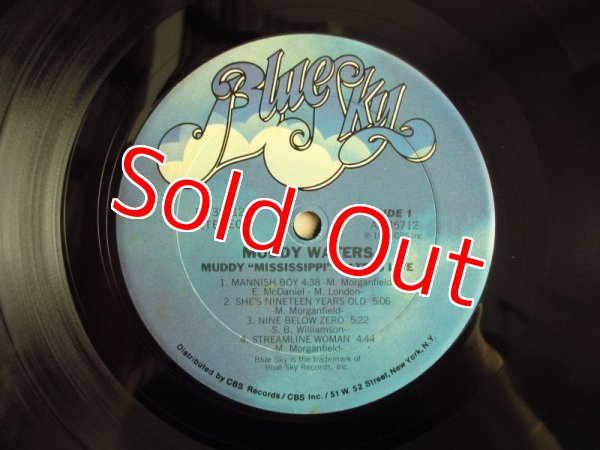 Blue Sky
Sold Out
SIDE 1
MUDDY WATERS
MUDDY "MISSISSIPPI" WATERS LIVE
1. MANNISH BOY 4:38 -M. Morganfield-
E. McDaniel - M. London-
2. SHE'S NINETEEN YEARS OLD 5:06
-M. Morganfield-
3. NINE BELOW ZERO 5:22
-S. B. Williamson-
4. STREAMLINE WOMAN 4:44
-M. Morganfield-
Blue Sky is the trademark of
Blue Sky Records, Inc.
Distributed by CBS Records / CBS Inc. / 51 W. 52 Street, New York, N.Y.